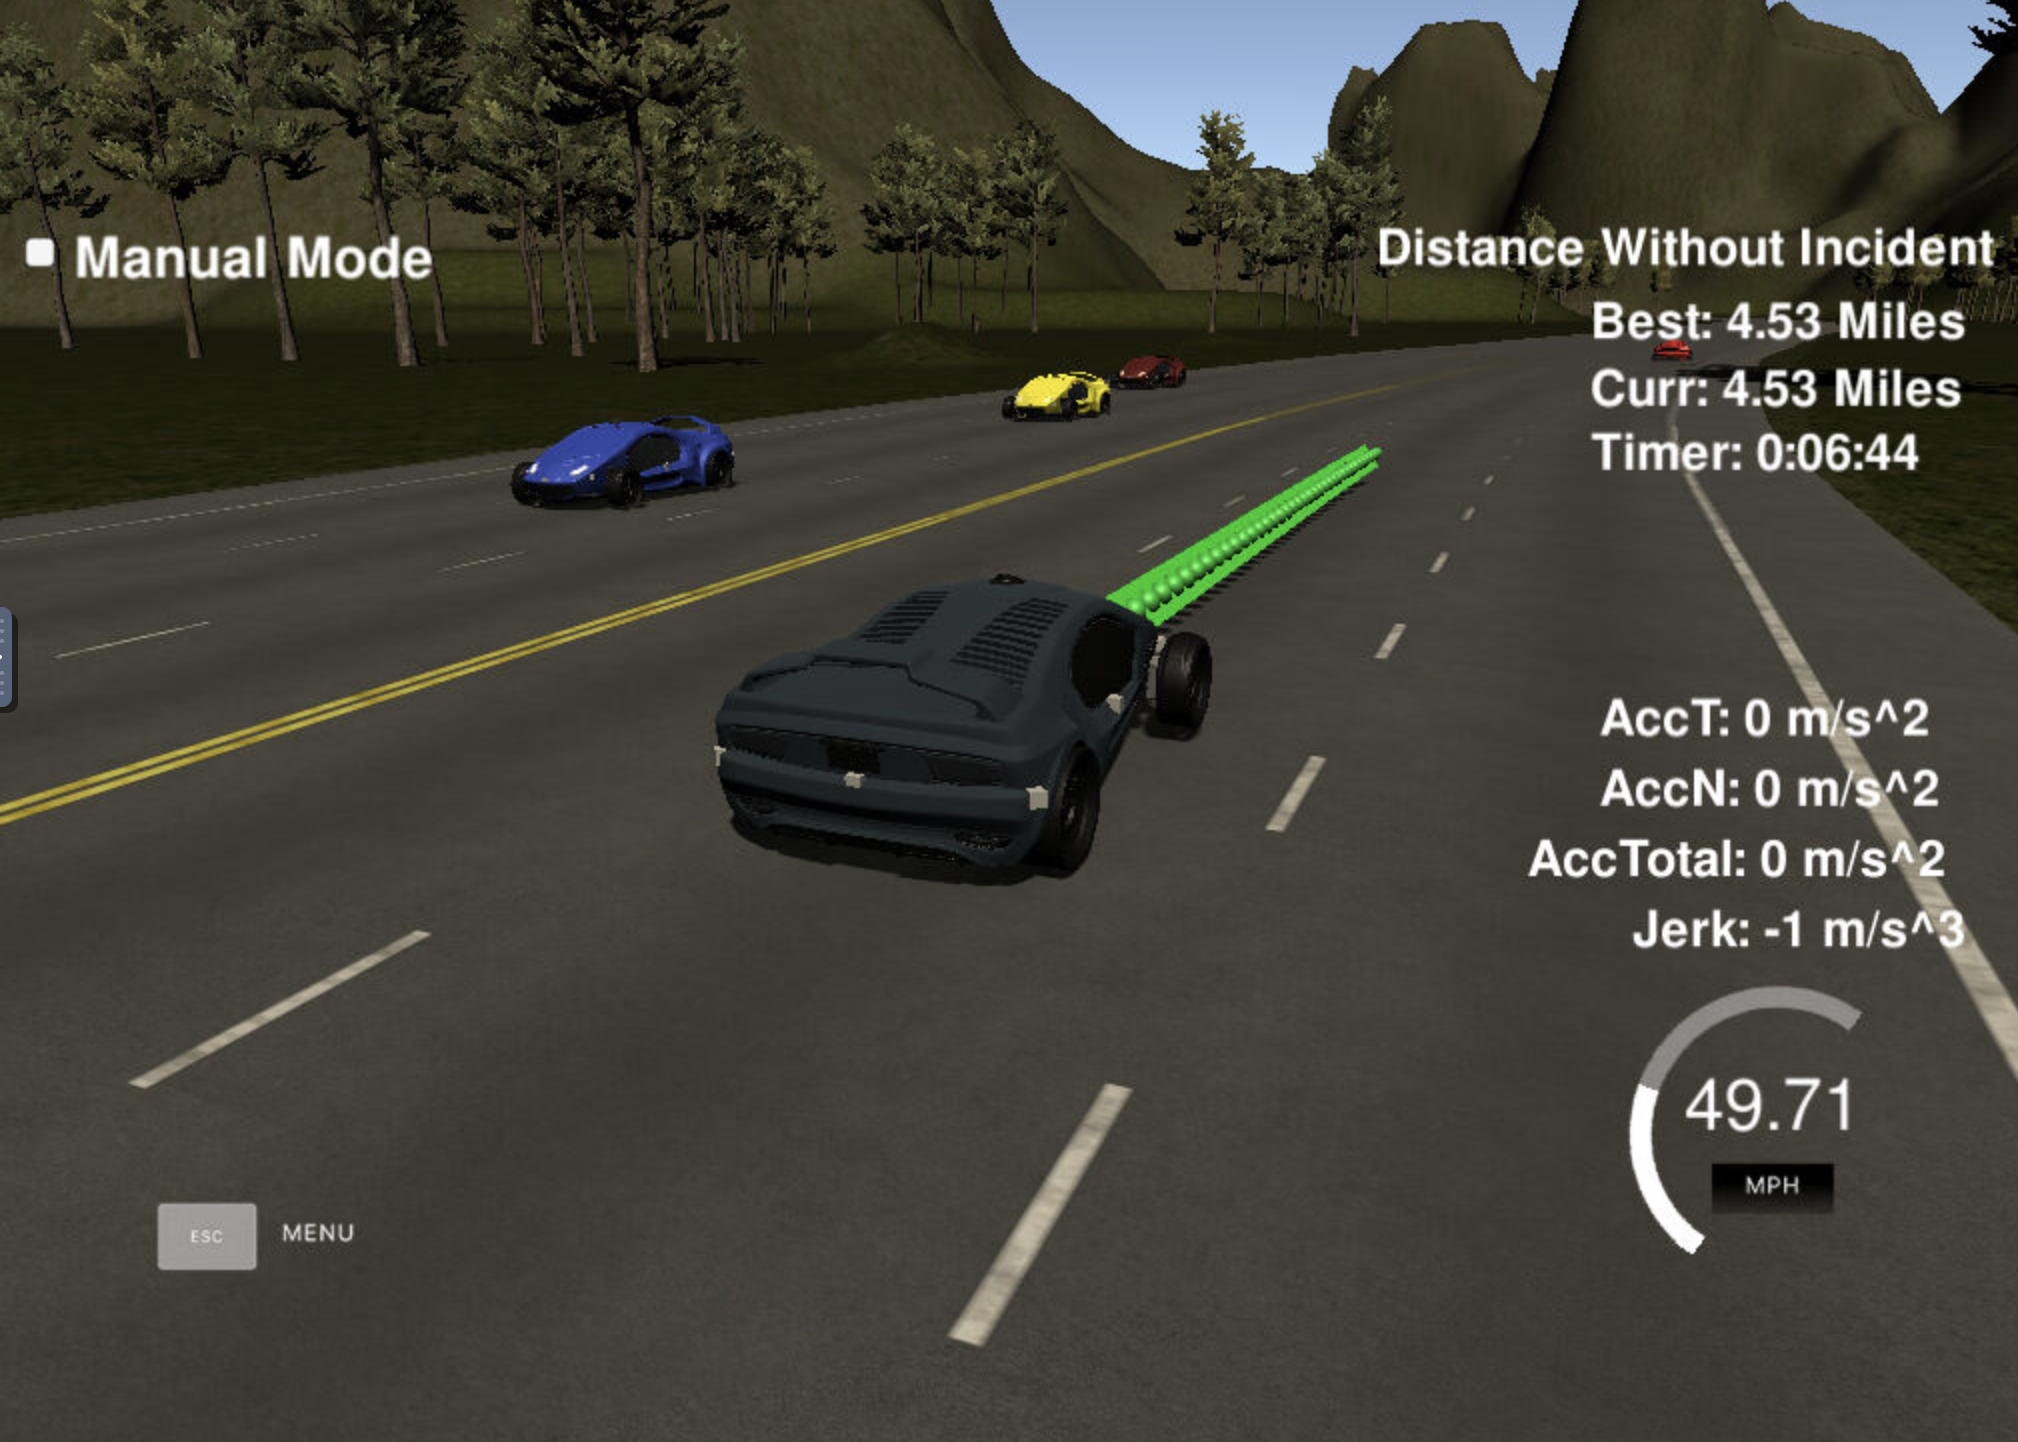 Manual Mode
Distance Without Incident
Best: 4.53 Miles
Curr: 4.53 Miles
Timer: 0:06:44
AccT: 0 m/s^2
AccN: 0 m/s^2
AccTotal: 0 m/s^2
Jerk: -1 m/s^3
49.71
MPH
ESC MENU